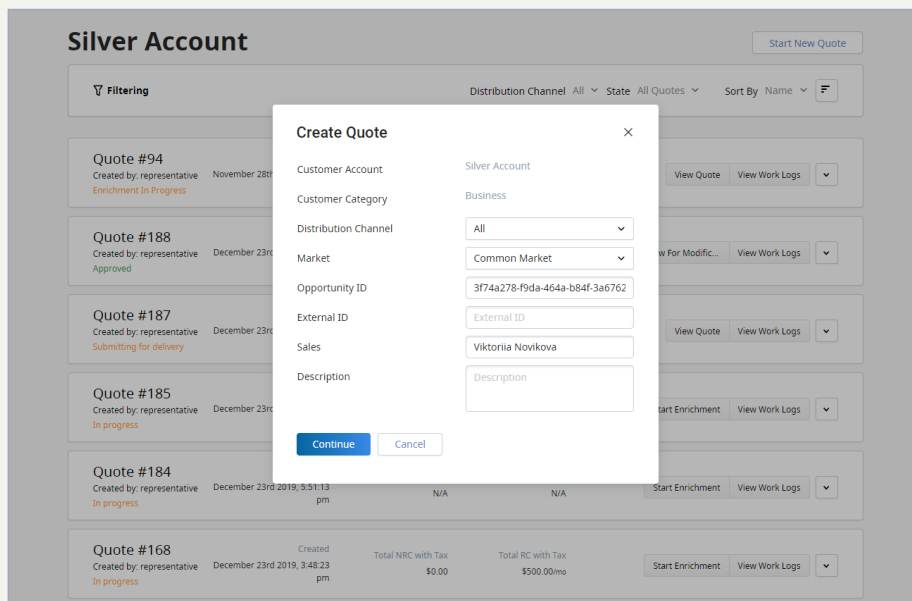 Silver Account
Start New Quote
Filtering
Distribution Channel All State All Quotes Sort By Name
Create Quote
Customer Account Silver Account
Customer Category Business
Distribution Channel All
Market Common Market
Opportunity ID 3f74a278-f9da-464a-b84f-3a6762
External ID External ID
Sales Viktoriia Novikova
Description Description
Continue Cancel
Quote #94
Created by: representative November 28th
Enrichment In Progress
View Quote View Work Logs
Quote #188
Created by: representative December 23rd
Approved
w For Modific... View Work Logs
Quote #187
Created by: representative December 23rd
Submitting for delivery
View Quote View Work Logs
Quote #185
Created by: representative December 23rd
In progress
Enrichment View Work Logs
Quote #184
Created by: representative December 23rd 2019, 5:51:13 pm
In progress
N/A N/A
Start Enrichment View Work Logs
Quote #168
Created by: representative
In progress
Created
December 23rd 2019, 3:48:23 pm
Total NRC with Tax
$0.00
Total RC with Tax
$500.00/mo
Start Enrichment View Work Logs